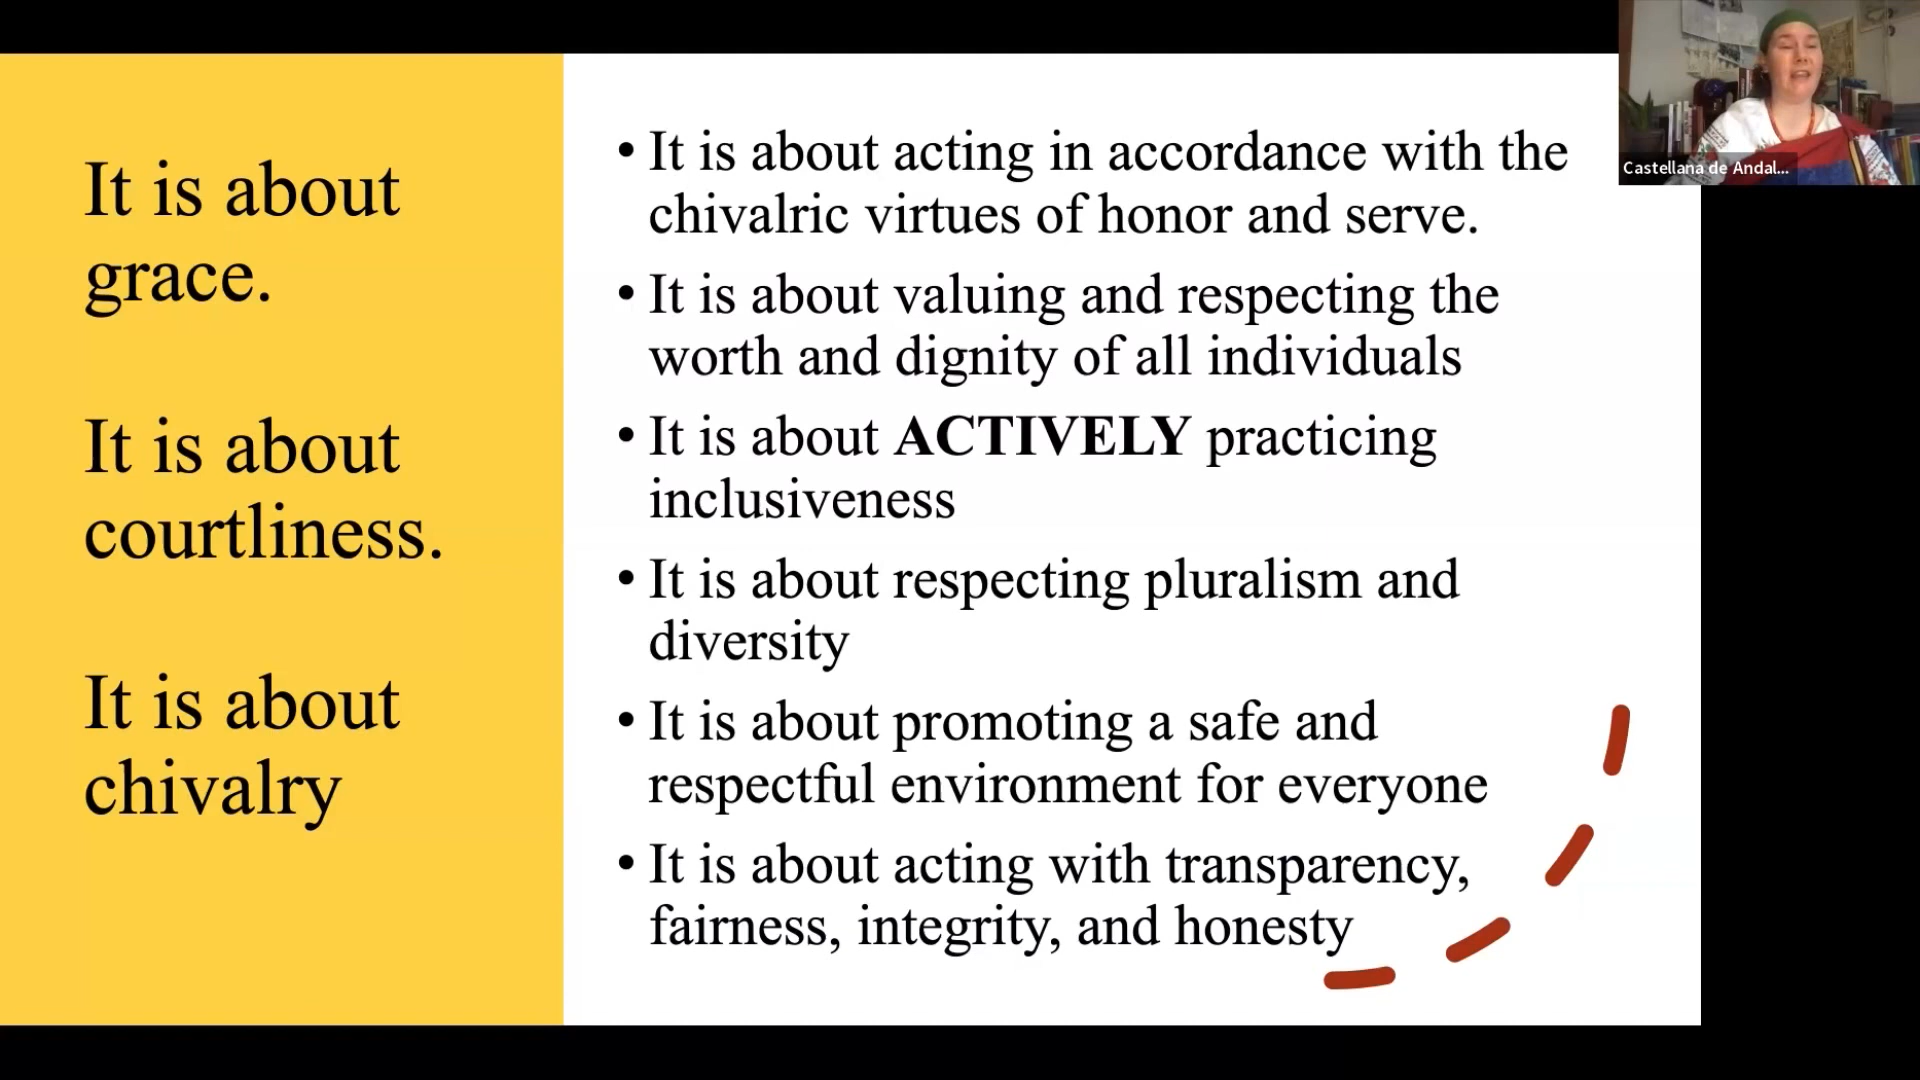 It is about
grace.
It is about
courtliness.
It is about
chivalry
• It is about acting in accordance with the
chivalric virtues of honor and serve.
• It is about valuing and respecting the
worth and dignity of all individuals
• It is about ACTIVELY practicing
inclusiveness
• It is about respecting pluralism and
diversity
• It is about promoting a safe and
respectful environment for everyone
• It is about acting with transparency,
fairness, integrity, and honesty
Castellana de Andal...